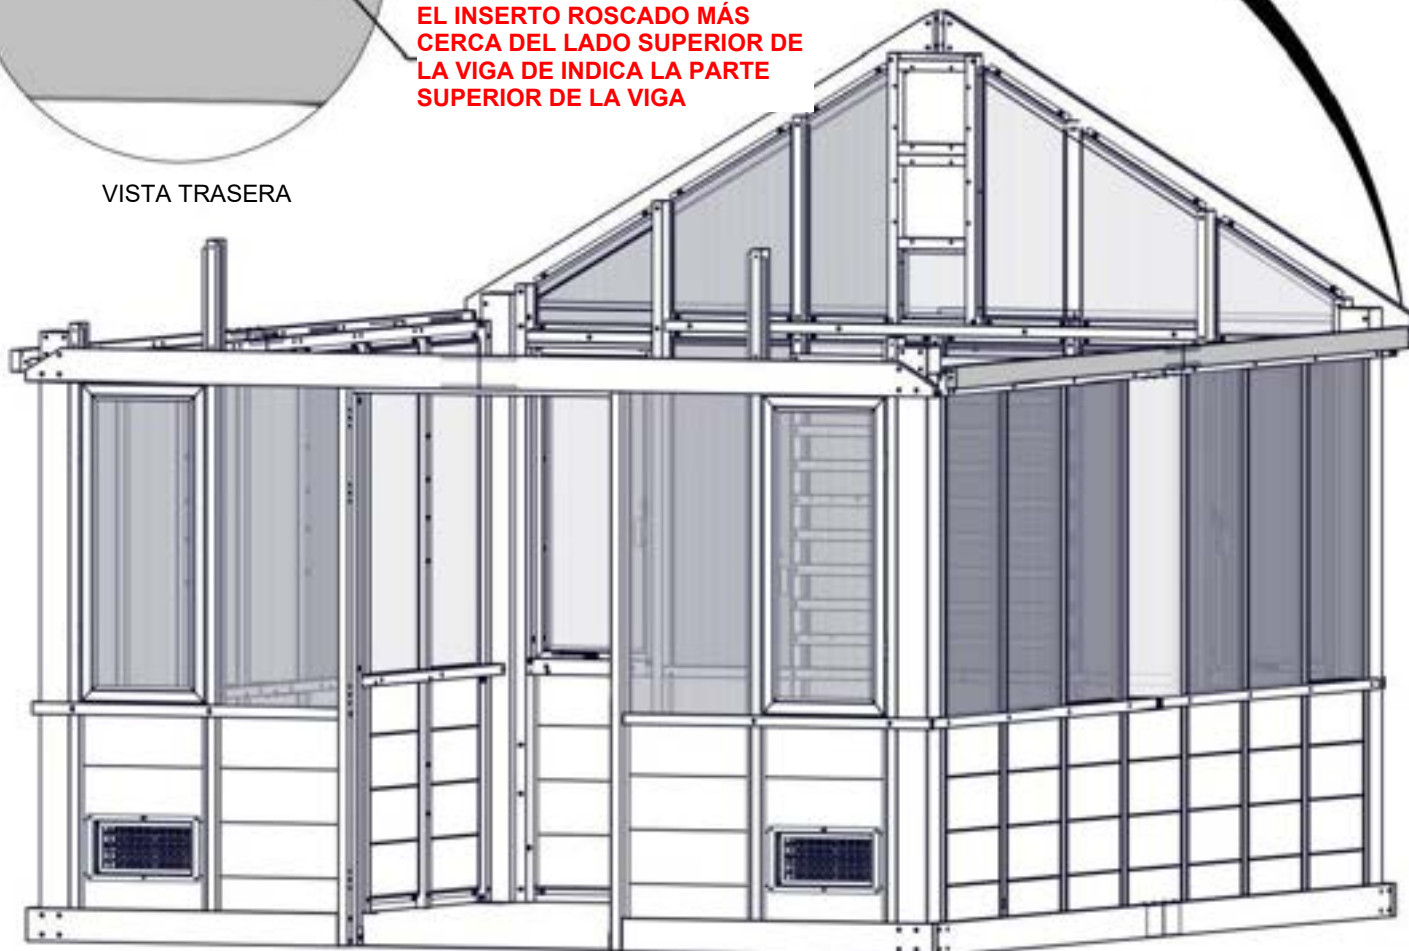 EL INSERTO ROSCADO MÁS
CERCA DEL LADO SUPERIOR DE
LA VIGA DE INDICA LA PARTE
SUPERIOR DE LA VIGA
VISTA TRASERA